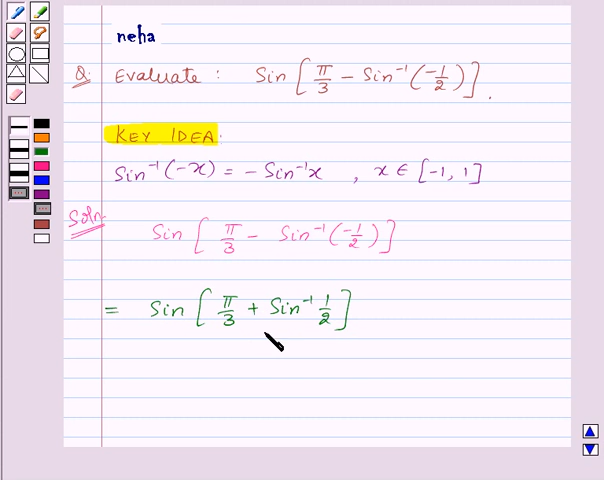 neha
Q. Evaluate : Sin [ π/3 - Sin⁻¹ (-1/2) ].
KEY IDEA:
Sin⁻¹ (-x) = - Sin⁻¹x , x ∈ [-1, 1]
Soln
Sin [ π/3 - Sin⁻¹ (-1/2) ]
= Sin [ π/3 + Sin⁻¹ 1/2 ]